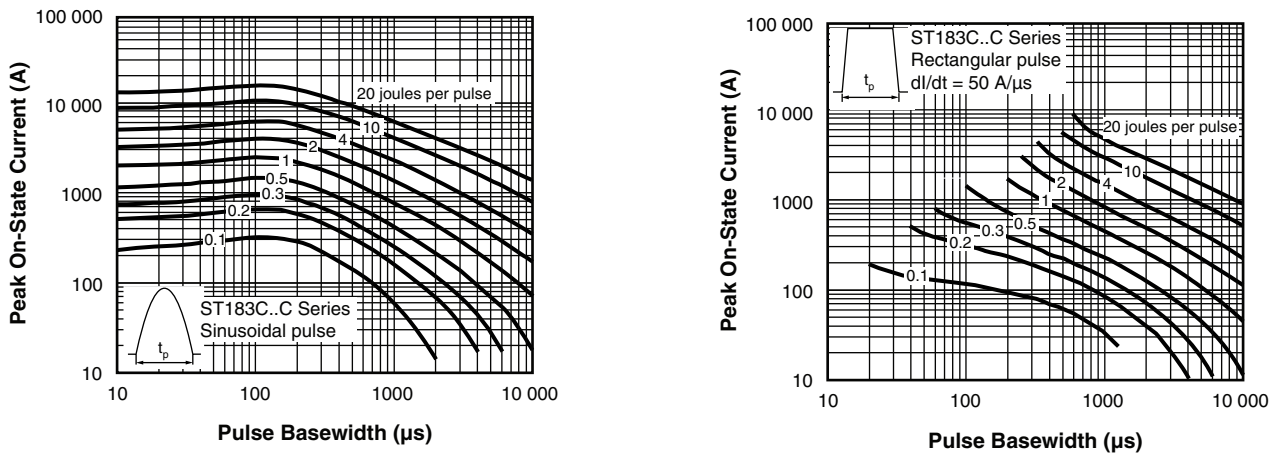 Peak On-State Current (A)
100 000
10 000
1000
100
10
20 joules per pulse
10
4
2
1
0.5
0.3
0.2
0.1
tp
ST183C..C Series
Sinusoidal pulse
10
100
1000
10 000
Pulse Basewidth (µs)
Peak On-State Current (A)
100 000
10 000
1000
100
10
tp
ST183C..C Series
Rectangular pulse
dI/dt = 50 A/µs
20 joules per pulse
10
4
2
1
0.5
0.3
0.2
0.1
10
100
1000
10 000
Pulse Basewidth (µs)